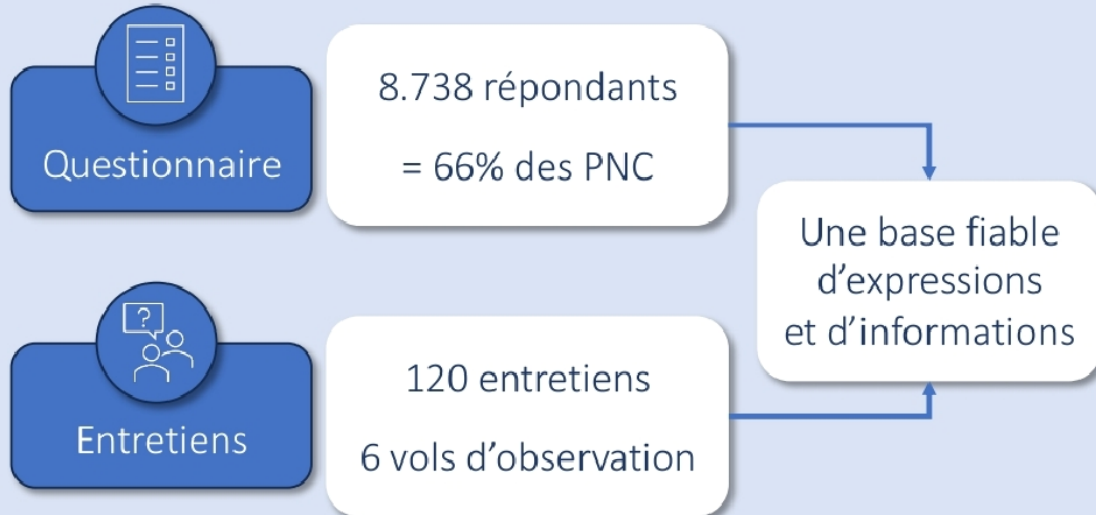 Questionnaire
8.738 répondants
= 66% des PNC
Une base fiable
d’expressions
et d’informations
?
Entretiens
120 entretiens
6 vols d’observation